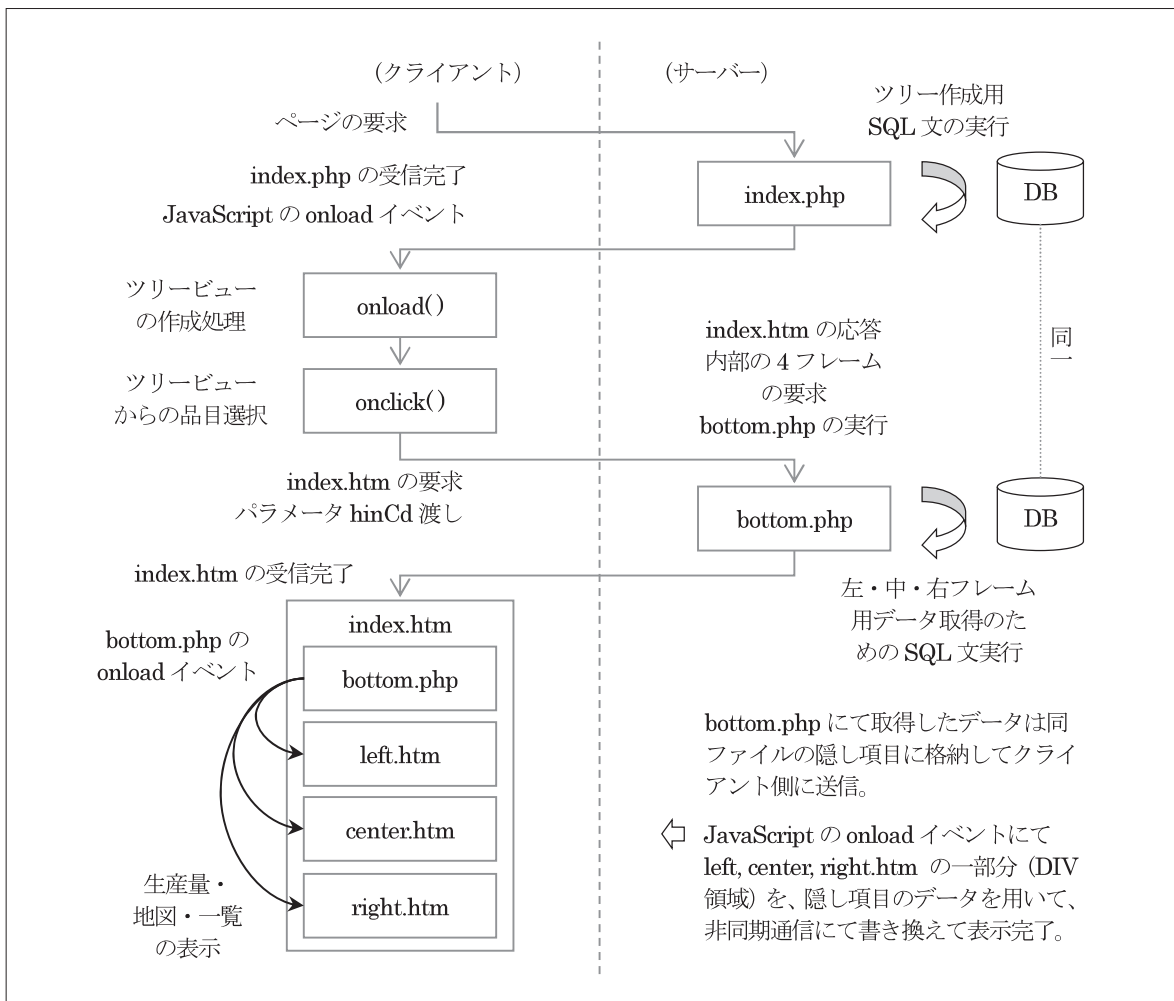 (クライアント)
(サーバー)
ページの要求
ツリー作成用
SQL 文の実行
index.php の受信完了
JavaScript の onload イベント
index.php
DB
ツリービュー
の作成処理
onload( )
index.htm の応答
内部の 4 フレーム
の要求
bottom.php の実行
同一
ツリービュー
からの品目選択
onclick( )
index.htm の要求
パラメータ hinCd 渡し
bottom.php
DB
index.htm の受信完了
左・中・右フレーム
用データ取得のた
めの SQL 文実行
bottom.php の
onload イベント
index.htm
bottom.php
left.htm
center.htm
right.htm
生産量・
地図・一覧
の表示
bottom.php にて取得したデータは同
ファイルの隠し項目に格納してクライ
アント側に送信。
JavaScript の onload イベントにて
left, center, right.htm の一部分 (DIV
領域) を、隠し項目のデータを用いて、
非同期通信にて書き換えて表示完了。